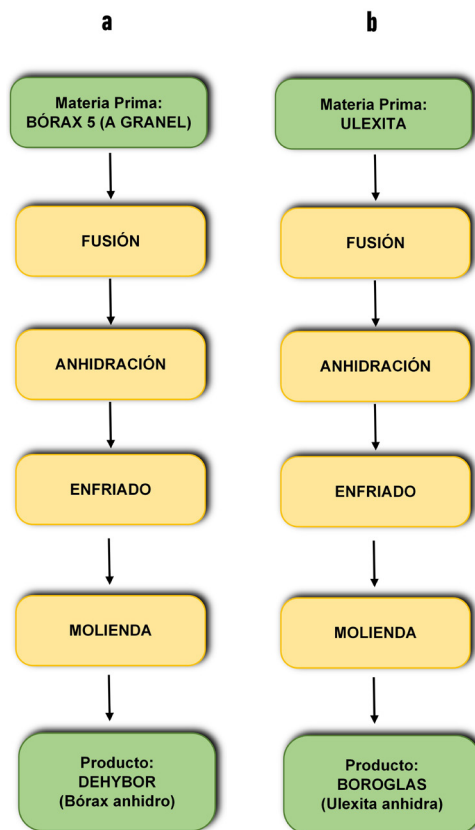 a
Materia Prima:
BÓRAX 5 (A GRANEL)
FUSIÓN
ANHIDRACIÓN
ENFRIADO
MOLIENDA
Producto:
DEHYBOR
(Bórax anhidro)
b
Materia Prima:
ULEXITA
FUSIÓN
ANHIDRACIÓN
ENFRIADO
MOLIENDA
Producto:
BOROGLAS
(Ulexita anhidra)